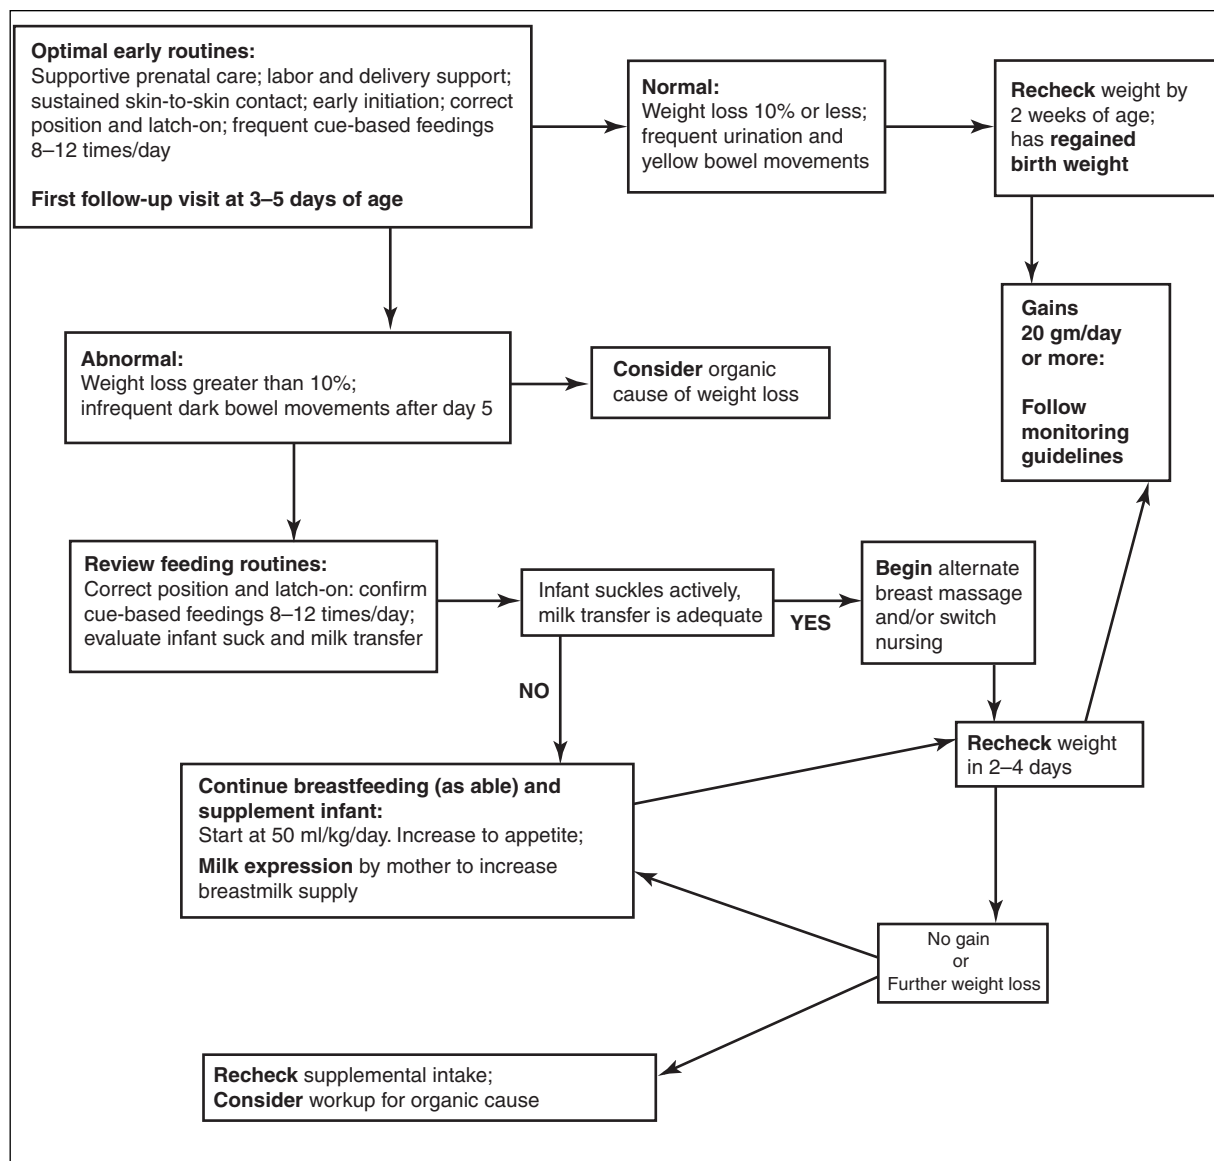 Optimal early routines:
Supportive prenatal care; labor and delivery support;
sustained skin-to-skin contact; early initiation; correct
position and latch-on; frequent cue-based feedings
8–12 times/day
First follow-up visit at 3–5 days of age
Normal:
Weight loss 10% or less;
frequent urination and
yellow bowel movements
Recheck weight by
2 weeks of age;
has regained
birth weight
Gains
20 gm/day
or more:
Follow
monitoring
guidelines
Abnormal:
Weight loss greater than 10%;
infrequent dark bowel movements after day 5
Consider organic
cause of weight loss
Review feeding routines:
Correct position and latch-on: confirm
cue-based feedings 8–12 times/day;
evaluate infant suck and milk transfer
Infant suckles actively,
milk transfer is adequate
YES
NO
Begin alternate
breast massage
and/or switch
nursing
Recheck weight
in 2–4 days
Continue breastfeeding (as able) and
supplement infant:
Start at 50 ml/kg/day. Increase to appetite;
Milk expression by mother to increase
breastmilk supply
No gain
or
Further weight loss
Recheck supplemental intake;
Consider workup for organic cause